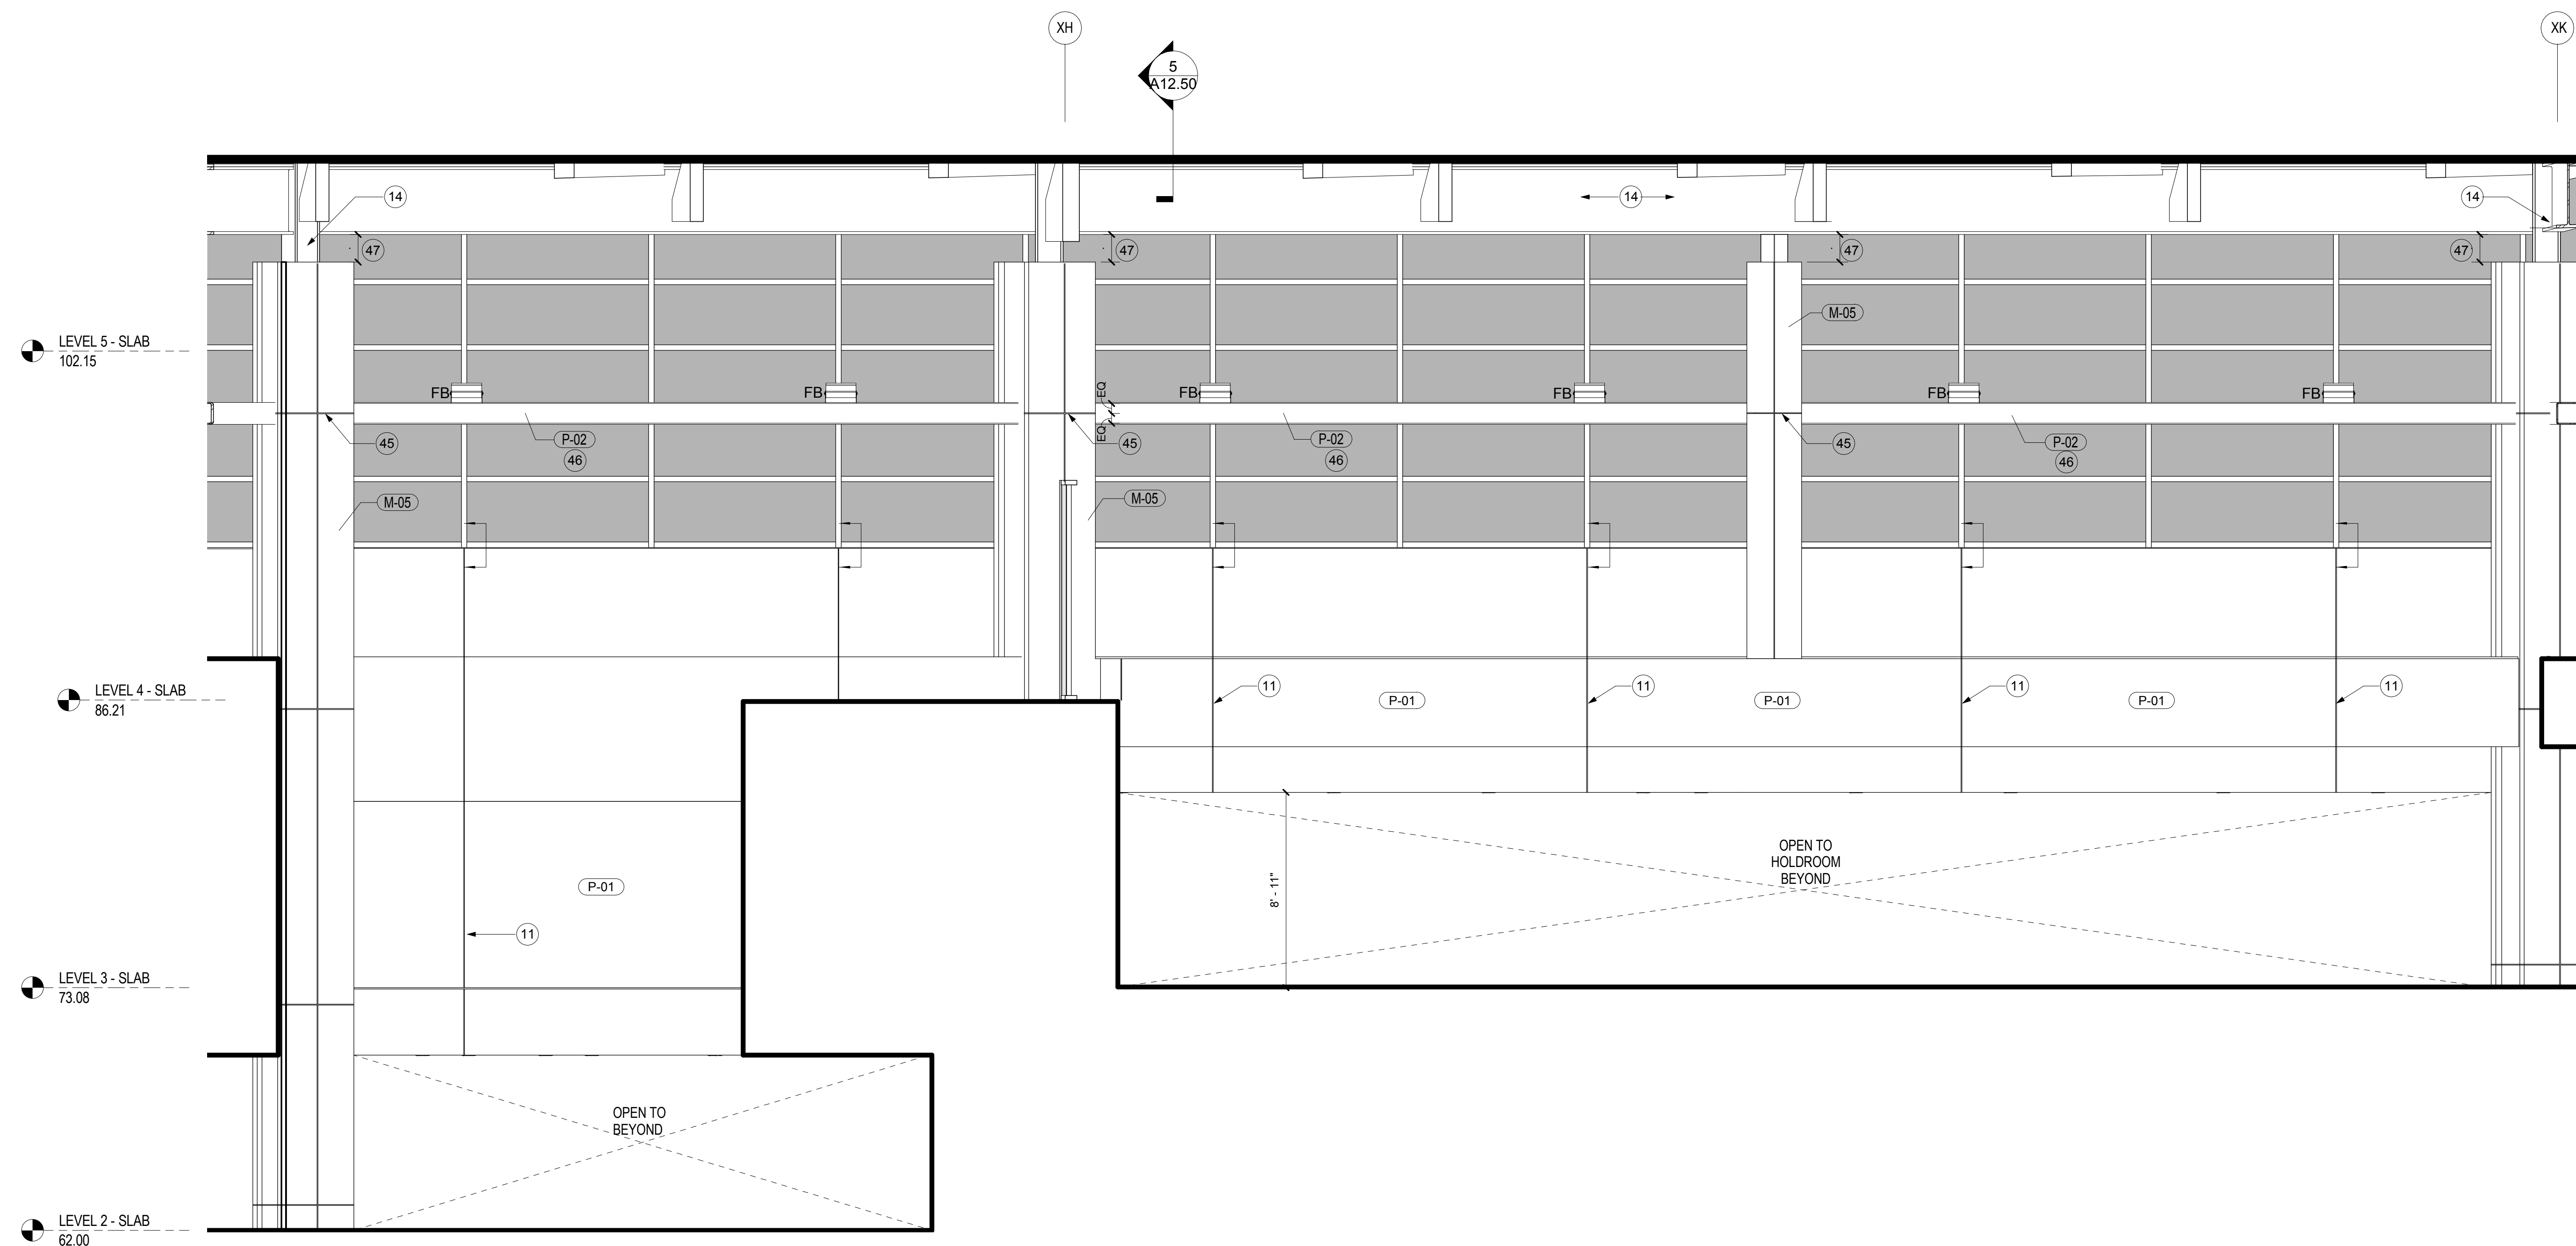 XH
XK
5
A12.50
14
14
14
47
47
47
47
M-05
LEVEL 5 - SLAB
102.15
FB
FB
FB
FB
FB
FB
EQ
EQ
45
P-02
46
45
P-02
46
45
P-02
46
M-05
M-05
LEVEL 4 - SLAB
86.21
11
P-01
11
P-01
11
P-01
11
OPEN TO
HOLDROOM
BEYOND
8' - 11"
P-01
11
LEVEL 3 - SLAB
73.08
OPEN TO
BEYOND
LEVEL 2 - SLAB
62.00